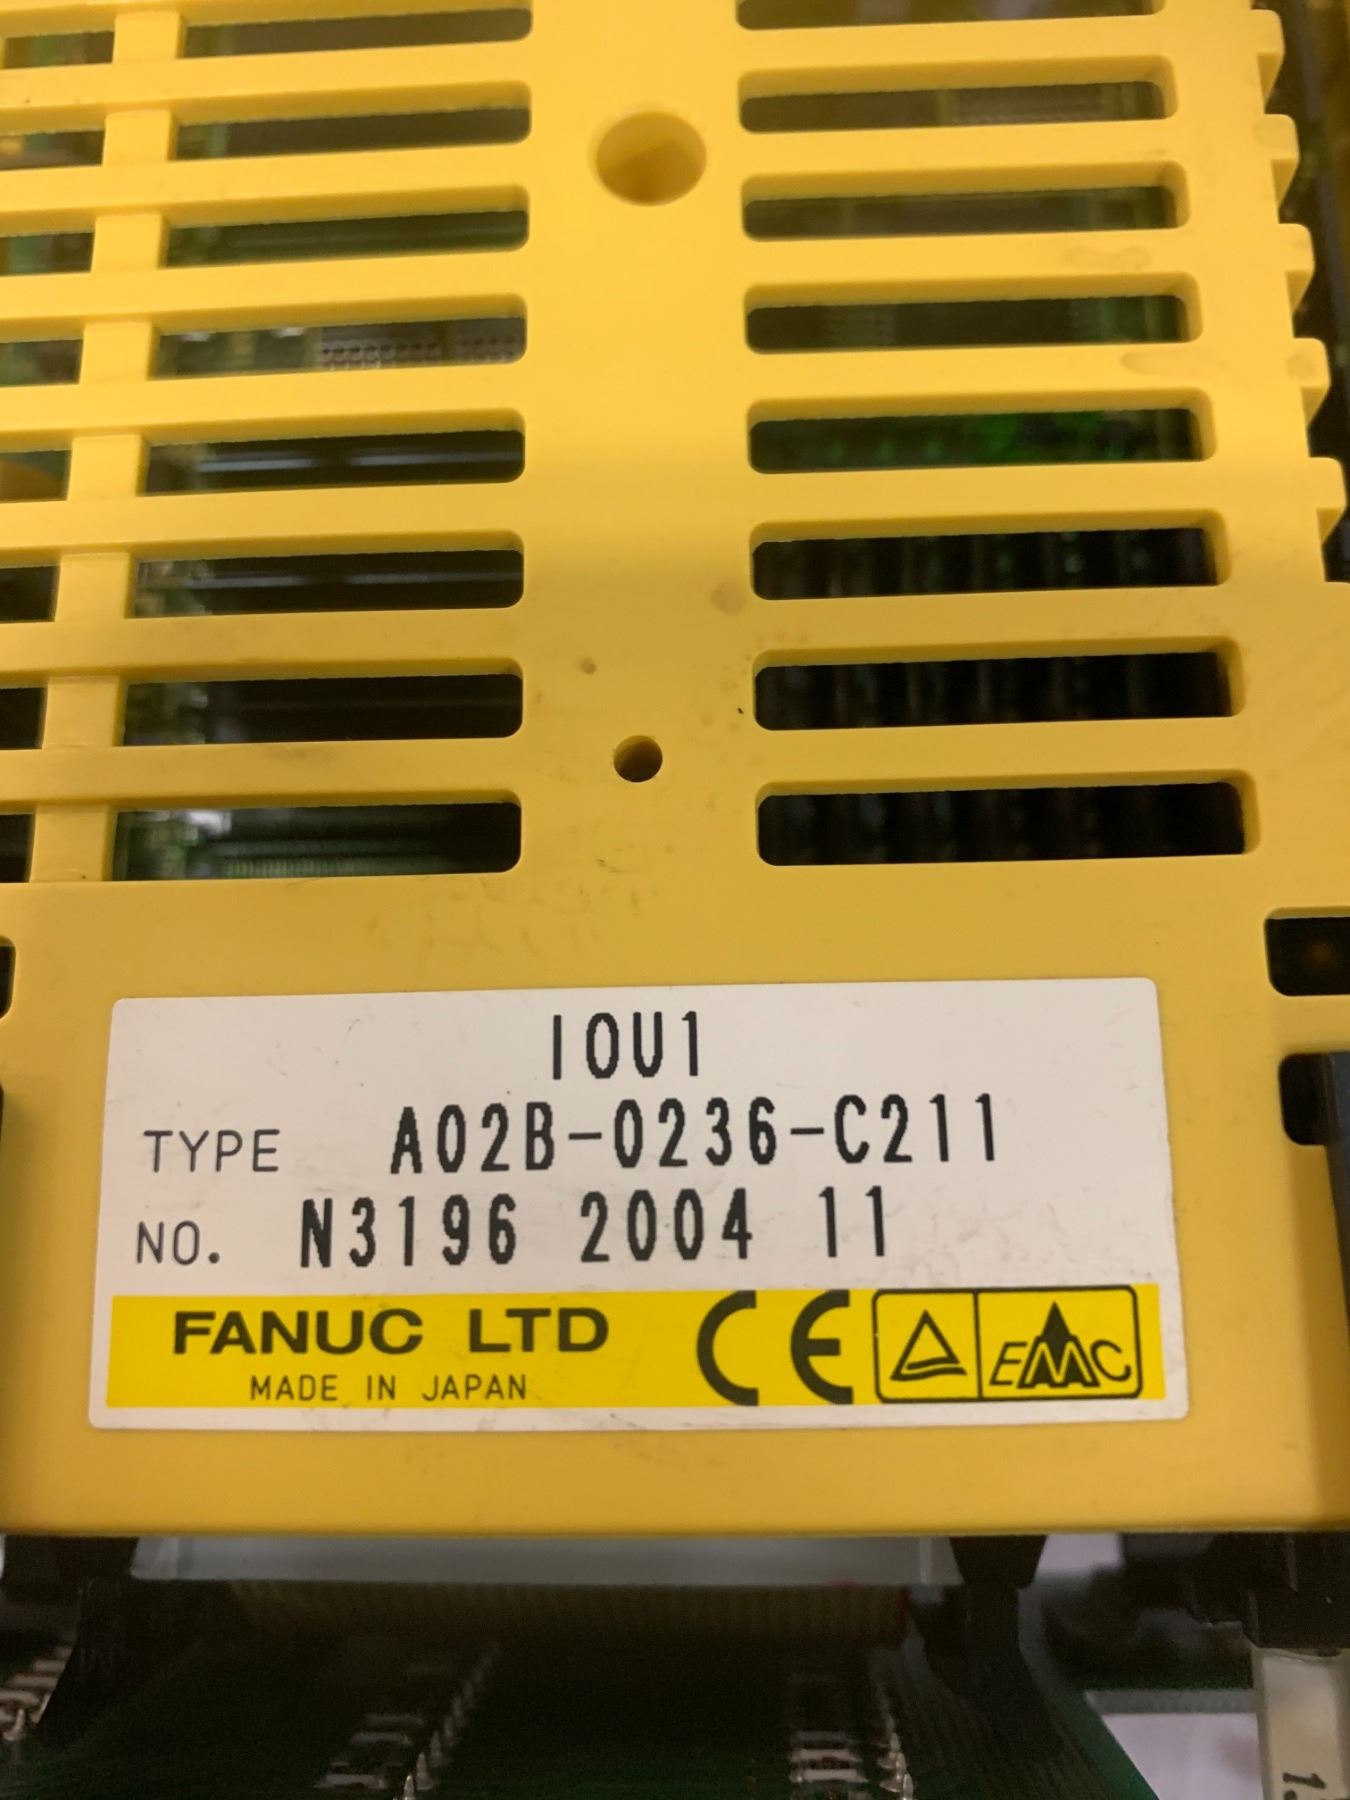 IOU1
TYPE A02B-0236-C211
NO. N3196 2004 11
FANUC LTD CE EMC
MADE IN JAPAN